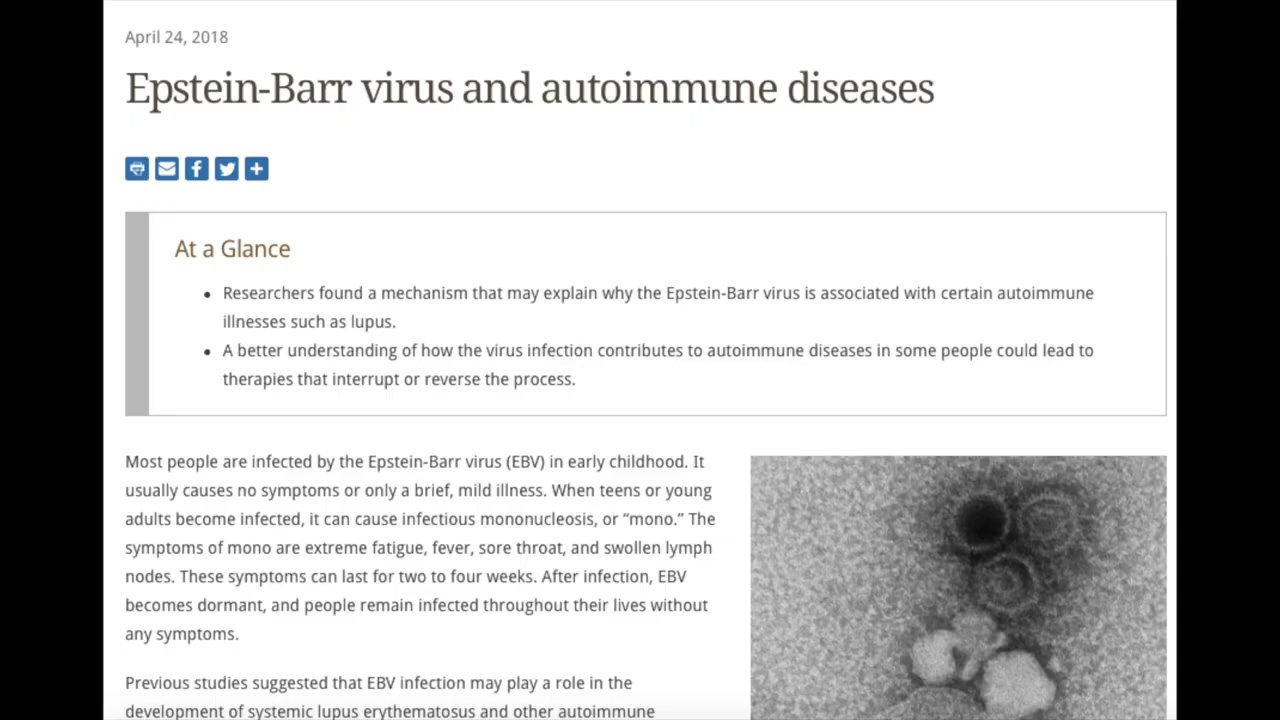 April 24, 2018
Epstein-Barr virus and autoimmune diseases
At a Glance
• Researchers found a mechanism that may explain why the Epstein-Barr virus is associated with certain autoimmune
illnesses such as lupus.
• A better understanding of how the virus infection contributes to autoimmune diseases in some people could lead to
therapies that interrupt or reverse the process.
Most people are infected by the Epstein-Barr virus (EBV) in early childhood. It
usually causes no symptoms or only a brief, mild illness. When teens or young
adults become infected, it can cause infectious mononucleosis, or “mono.” The
symptoms of mono are extreme fatigue, fever, sore throat, and swollen lymph
nodes. These symptoms can last for two to four weeks. After infection, EBV
becomes dormant, and people remain infected throughout their lives without
any symptoms.
Previous studies suggested that EBV infection may play a role in the
development of systemic lupus erythematosus and other autoimmune